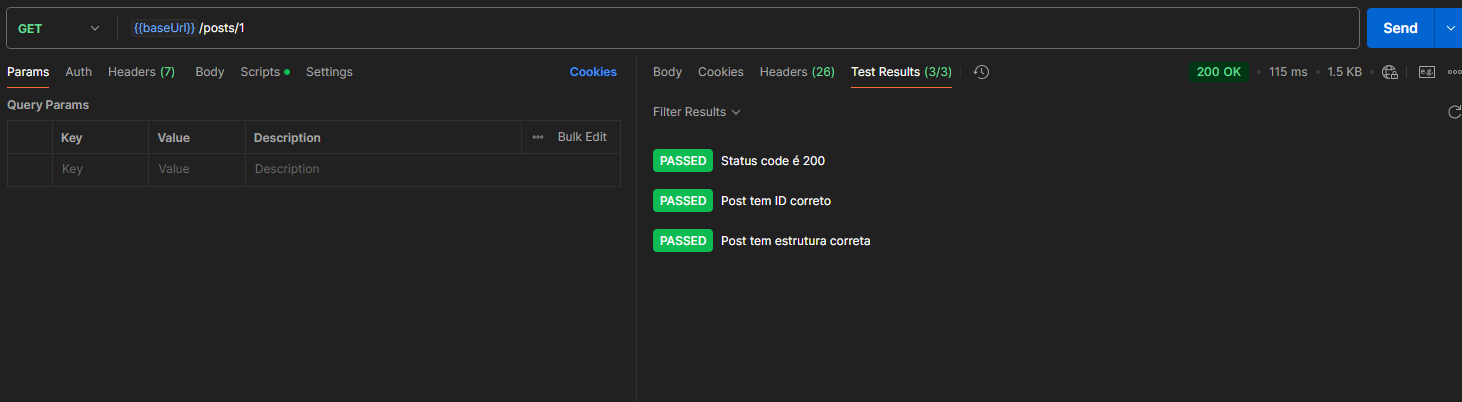 GET {{baseUrl}}/posts/1 Send
Params Auth Headers (7) Body Scripts Settings Cookies
Query Params
Key Value Description Bulk Edit
Key Value Description
Body Cookies Headers (26) Test Results (3/3) 200 OK 115 ms 1.5 KB e.g.
Filter Results
PASSED Status code é 200
PASSED Post tem ID correto
PASSED Post tem estrutura correta